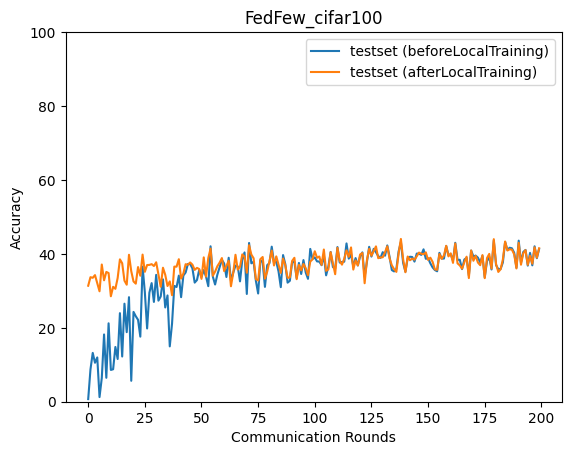 FedFew_cifar100
testset (beforeLocalTraining)
testset (afterLocalTraining)
Accuracy
100
80
60
40
20
0
0 25 50 75 100 125 150 175 200
Communication Rounds